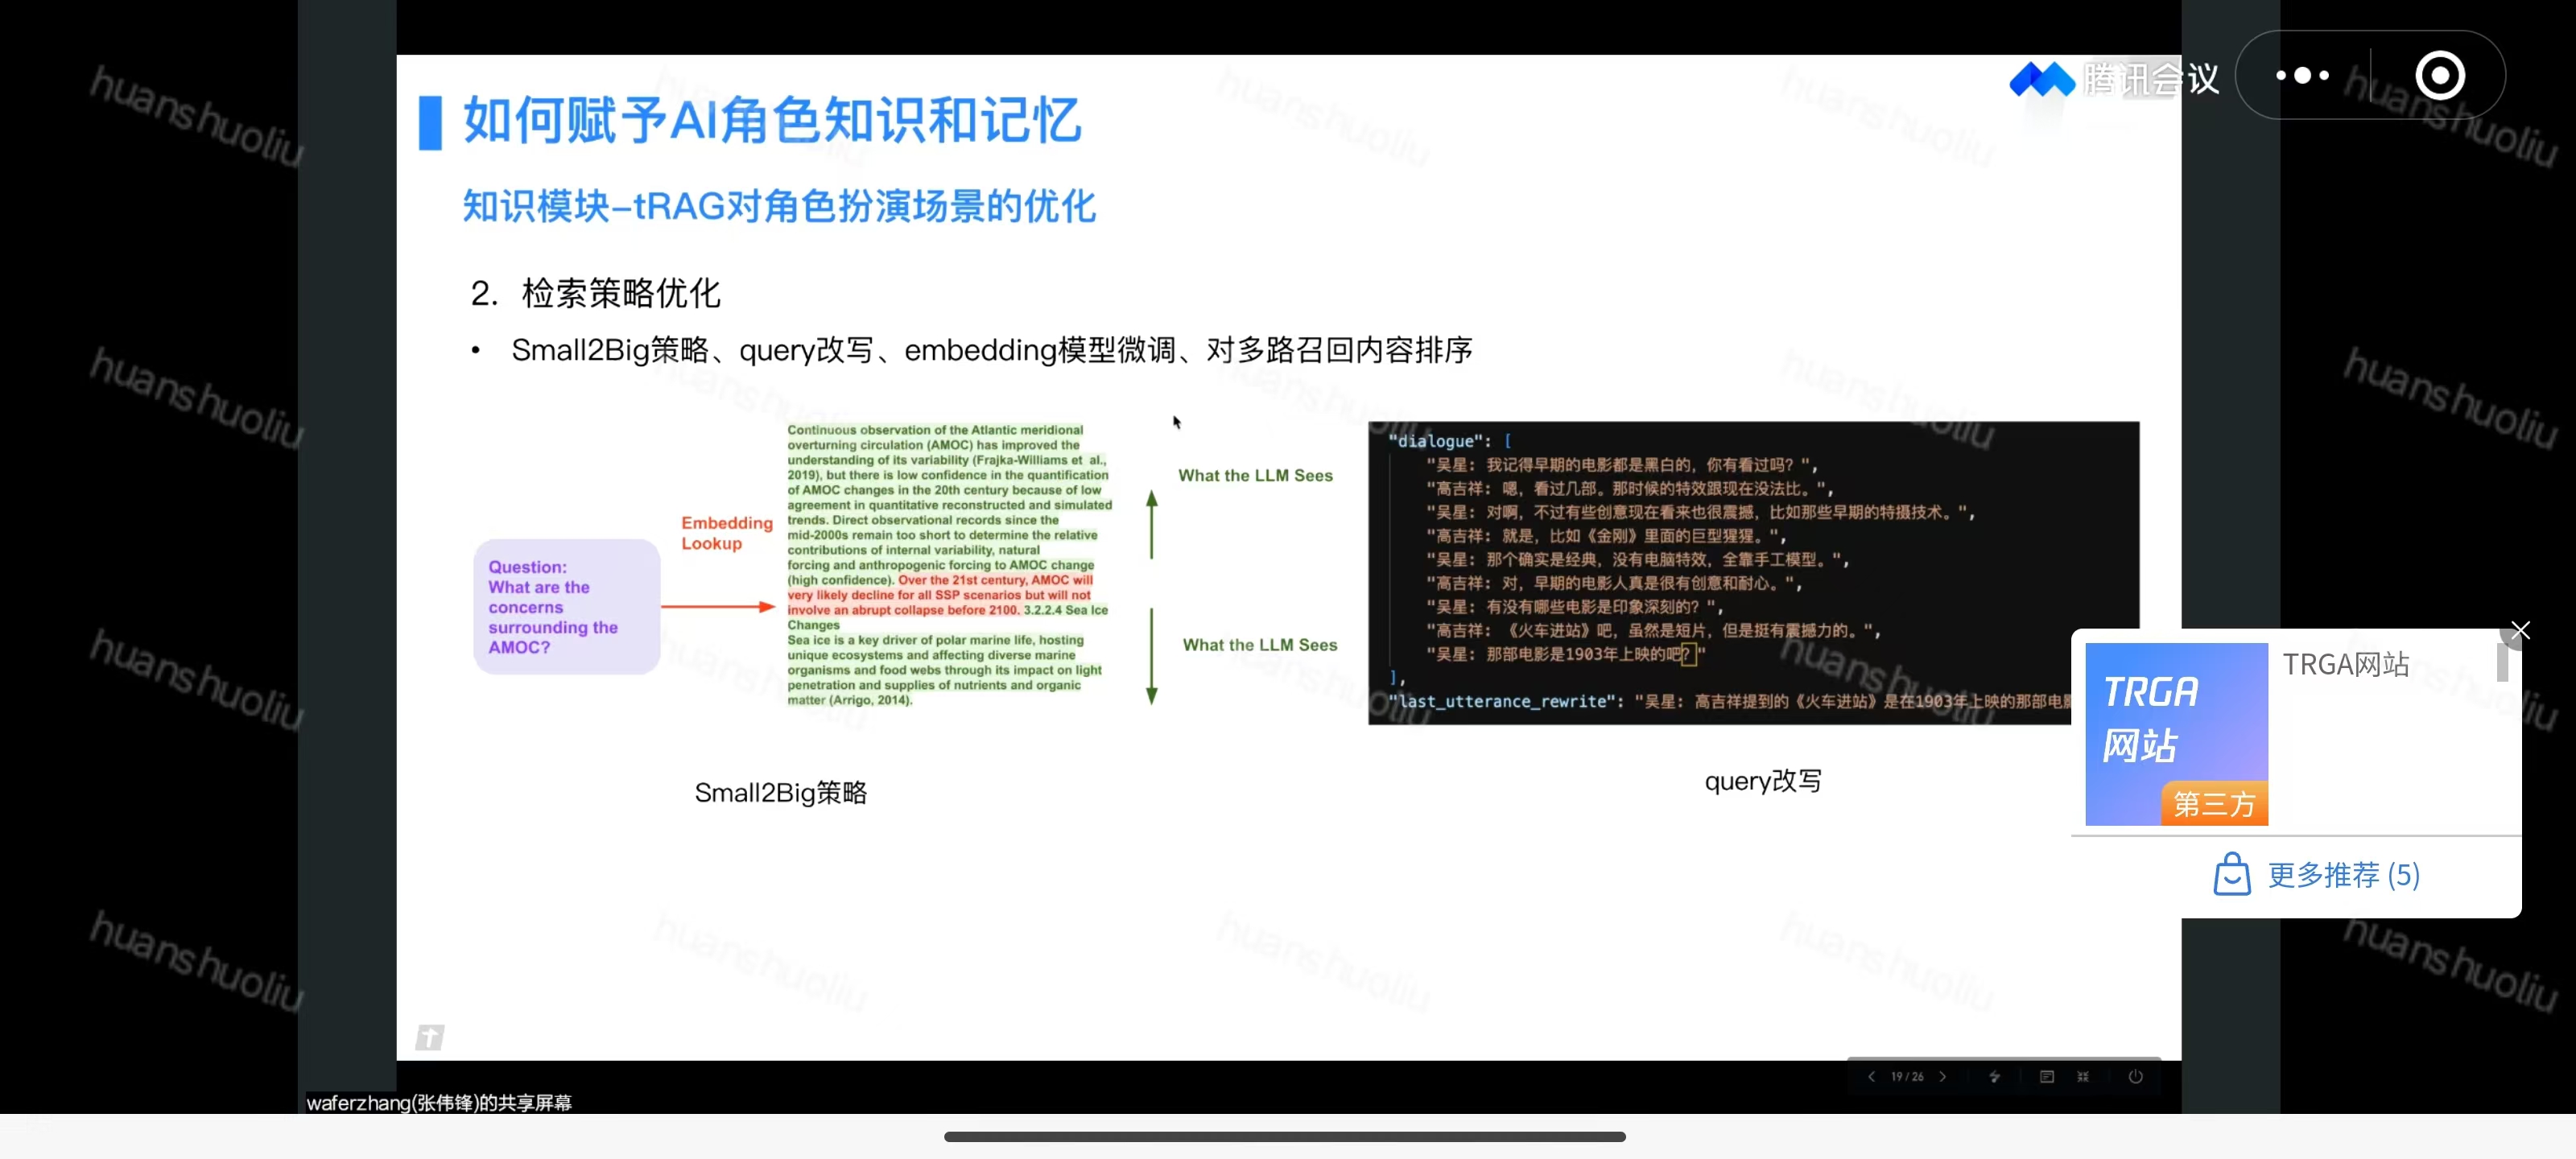 如何赋予AI角色知识和记忆
腾讯会议
知识模块-tRAG对角色扮演场景的优化
2. 检索策略优化
• Small2Big策略、query改写、embedding模型微调、对多路召回内容排序
Question:
What are the
concerns
surrounding the
AMOC?
Embedding
Lookup
Continuous observation of the Atlantic meridional
overturning circulation (AMOC) has improved the
understanding of its variability (Frajka-Williams et al.,
2019), but there is low confidence in the quantification
of AMOC changes in the 20th century because of low
agreement in quantitative reconstructed and simulated
trends. Direct observational records since the
mid-2000s remain too short to determine the relative
contributions of internal variability, natural
forcing and anthropogenic forcing to AMOC change
(high confidence). Over the 21st century, AMOC will
very likely decline for all SSP scenarios but will not
involve an abrupt collapse before 2100. 3.2.2.4 Sea Ice
Changes
Sea ice is a key driver of polar marine life, hosting
unique ecosystems and affecting diverse marine
organisms and food webs through its impact on light
penetration and supplies of nutrients and organic
matter (Arrigo, 2014).
What the LLM Sees
What the LLM Sees
Small2Big策略
"dialogue": [
"吴星: 我记得早期的电影都是黑白的, 你有看过吗? ",
"高吉祥: 嗯, 看过几部。那时候的特效跟现在没法比。",
"吴星: 对啊, 不过有些创意现在看来也很震撼, 比如那些早期的特摄技术。",
"高吉祥: 就是, 比如《金刚》里面的巨型猩猩。",
"吴星: 那个确实是经典, 没有电脑特效, 全靠手工模型。",
"高吉祥: 对, 早期的电影人真是很有创意和耐心。",
"吴星: 有没有哪些电影是印象深刻的? ",
"高吉祥: 《火车进站》吧, 虽然是短片, 但是挺有震撼力的。",
"吴星: 那部电影是1903年上映的吧? "
],
"last_utterance_rewrite": "吴星: 高吉祥提到的《火车进站》是在1903年上映的那部电影
query改写
TRGA
网站
第三方
TRGA网站
更多推荐 (5)
19 / 26
waferzhang(张伟锋)的共享屏幕
huanshuoliu
huanshuoliu
huanshuoliu
huanshuoliu
huanshuoliu
huanshuoliu
huanshuoliu
huanshuoliu